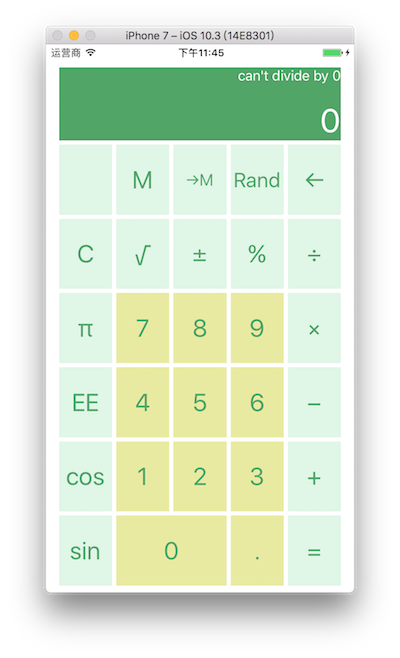 iPhone 7 – iOS 10.3 (14E8301)
运营商 下午11:45
can't divide by 0
0
M →M Rand ←
C √ ± % ÷
π 7 8 9 ×
EE 4 5 6 −
cos 1 2 3 +
sin 0 . =